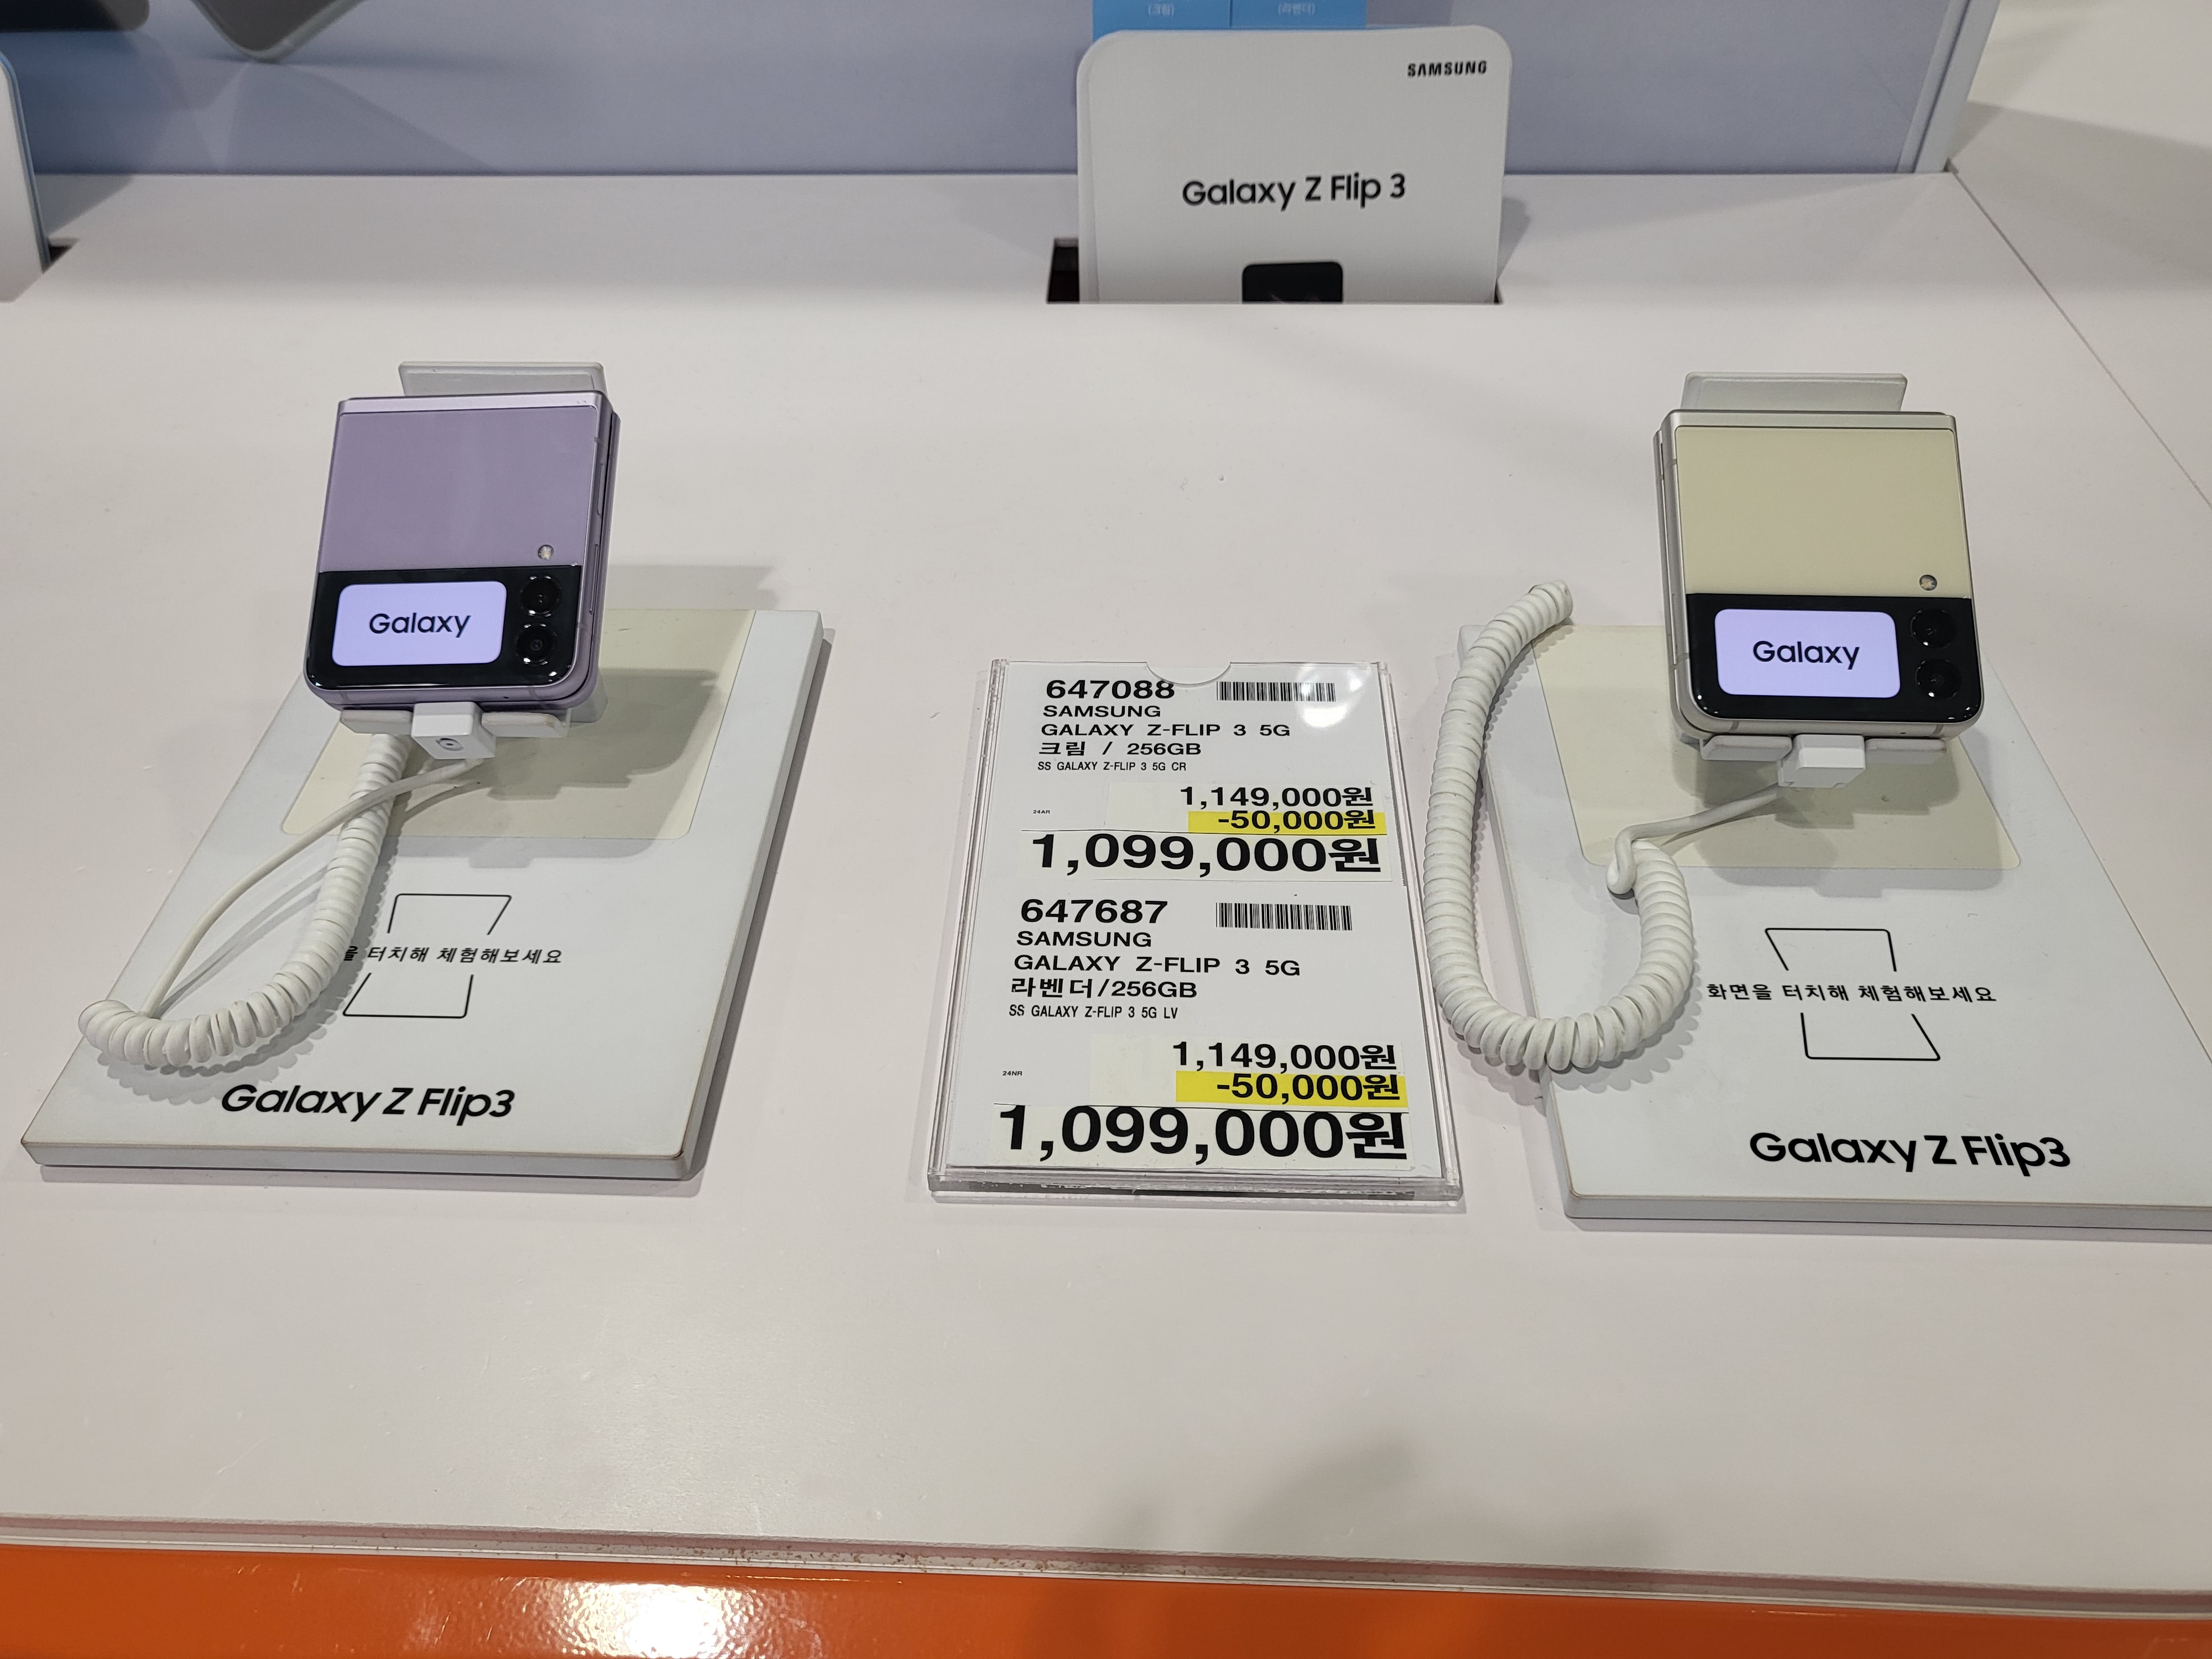 (크림)
(라벤더)
SAMSUNG
Galaxy Z Flip 3
Galaxy
Galaxy
647088
SAMSUNG
GALAXY Z-FLIP 3 5G
크림 / 256GB
SS GALAXY Z-FLIP 3 5G CR
1,149,000원
24AR
-50,000원
1,099,000원
647687
SAMSUNG
GALAXY Z-FLIP 3 5G
라벤더/256GB
SS GALAXY Z-FLIP 3 5G LV
1,149,000원
24NR
-50,000원
1,099,000원
을 터치해 체험해보세요
Galaxy Z Flip3
화면을 터치해 체험해보세요
Galaxy Z Flip3